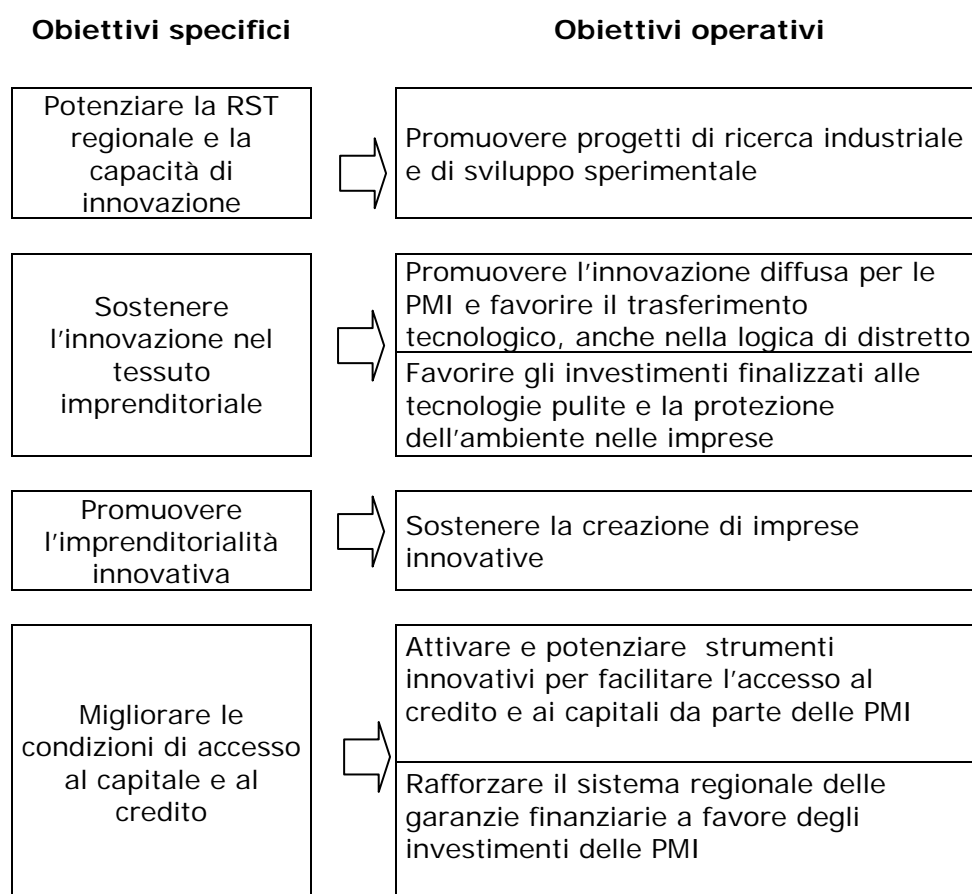 Obiettivi specifici
Obiettivi operativi
Potenziare la RST
regionale e la
capacità di
innovazione
Promuovere progetti di ricerca industriale
e di sviluppo sperimentale
Sostenere
l'innovazione nel
tessuto
imprenditoriale
Promuovere l'innovazione diffusa per le
PMI e favorire il trasferimento
tecnologico, anche nella logica di distretto
Favorire gli investimenti finalizzati alle
tecnologie pulite e la protezione
dell'ambiente nelle imprese
Promuovere
l'imprenditorialità
innovativa
Sostenere la creazione di imprese
innovative
Migliorare le
condizioni di accesso
al capitale e al
credito
Attivare e potenziare  strumenti
innovativi per facilitare l'accesso al
credito e ai capitali da parte delle PMI
Rafforzare il sistema regionale delle
garanzie finanziarie a favore degli
investimenti delle PMI